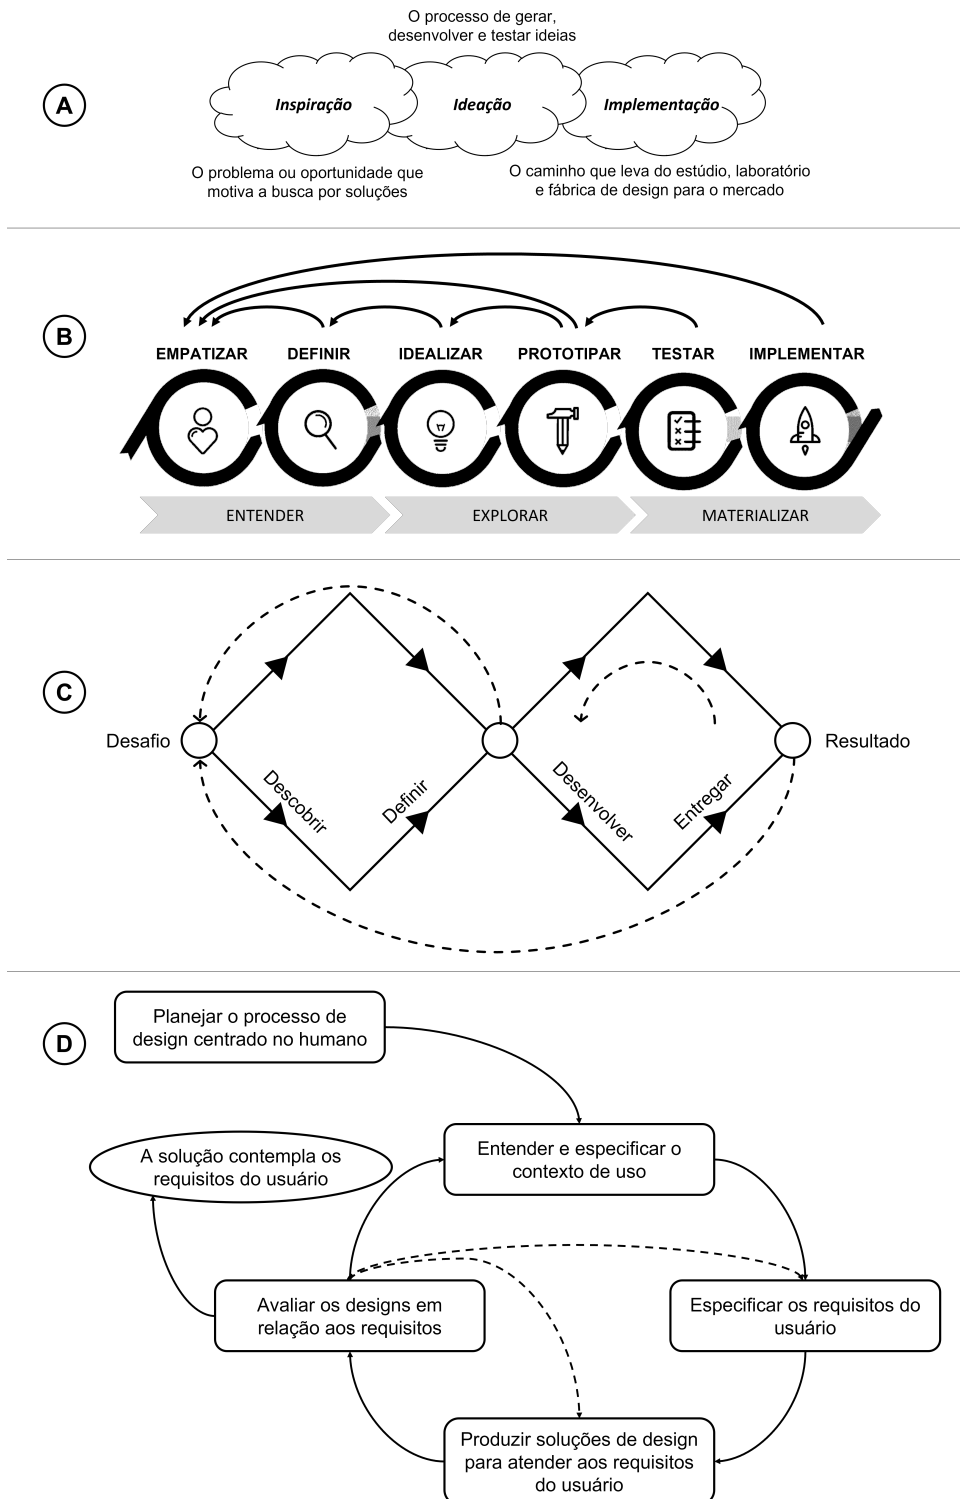 O processo de gerar,
desenvolver e testar ideias
A
Inspiração
Ideação
Implementação
O problema ou oportunidade que
motiva a busca por soluções
O caminho que leva do estúdio, laboratório
e fábrica de design para o mercado
B
EMPATIZAR
DEFINIR
IDEALIZAR
PROTOTIPAR
TESTAR
IMPLEMENTAR
ENTENDER
EXPLORAR
MATERIALIZAR
C
Desafio
Descobrir
Definir
Desenvolver
Entregar
Resultado
D
Planejar o processo de
design centrado no humano
Entender e especificar o
contexto de uso
A solução contempla os
requisitos do usuário
Avaliar os designs em
relação aos requisitos
Especificar os requisitos do
usuário
Produzir soluções de design
para atender aos requisitos
do usuário